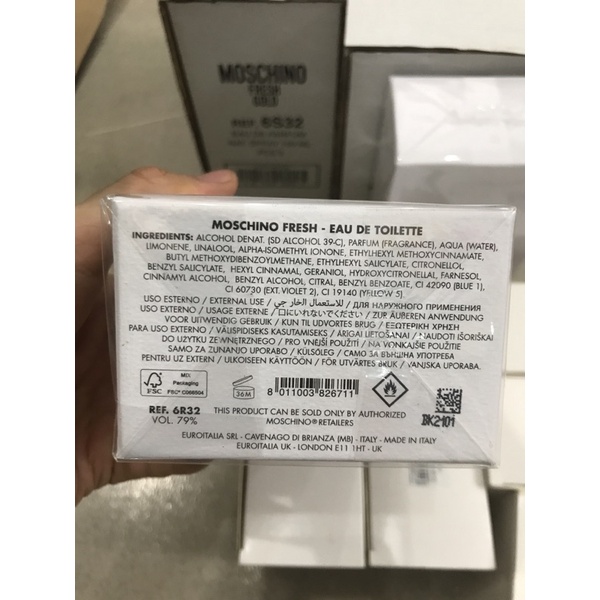 MOSCHINO
FRESH
GOLD
REF. 6S32
MOSCHINO FRESH - EAU DE TOILETTE
INGREDIENTS: ALCOHOL DENAT. (SD ALCOHOL 39-C), PARFUM (FRAGRANCE), AQUA (WATER),
LIMONENE, LINALOOL, ALPHA-ISOMETHYL IONONE, ETHYLHEXYL METHOXYCINNAMATE,
BUTYL METHOXYDIBENZOYLMETHANE, ETHYLHEXYL SALICYLATE, CITRONELLOL,
BENZYL SALICYLATE, HEXYL CINNAMAL, GERANIOL, HYDROXYCITRONELLAL, FARNESOL,
CINNAMYL ALCOHOL, BENZYL ALCOHOL, CITRAL, BENZYL BENZOATE, CI 42090 (BLUE 1),
CI 60730 (EXT. VIOLET 2), CI 19140 (YELLOW 5).
USO ESTERNO / EXTERNAL USE / للاستعمال الخارجي / ДЛЯ НАРУЖНОГО ПРИМЕНЕНИЯ
USO EXTERNO / USAGE EXTERNE / 口にいれないでください / ZUR ÄUBEREN ANWENDUNG
VOOR UITWENDIG GEBRUIK / KUN TIL UDVORTES BRUG / ΕΞΩΤΕΡΙΚΗ ΧΡΗΣΗ
PARA USO EXTERNO / VÄLISPIDISEKS KASUTAMISEKS / ĀRĪGAI LIETOŠANAI / NAUDOTI IŠORIŠKAI
DO UŻYTKU ZEWNĘTRZNEGO / PRO VNĚJŠÍ POUŽITÍ / NA VONKAJŠIE POUŽITIE
SAMO ZA ZUNANJO UPORABO / KÜLSŐLEG / САМО ЗА ВЪНШНА УПОТРЕБА
PENTRU UZ EXTERN / ULKOISEEN KÄYTTÖÖN / FÖR UTVÄRTES BRUK / VANJSKA UPORABA.
FSC
MIX
Packaging
FSC® C068504
36M
8 011003 826711
BK2101
REF. 6R32
VOL. 79%
THIS PRODUCT CAN BE SOLD ONLY BY AUTHORIZED
MOSCHINO® RETAILERS
EUROITALIA SRL - CAVENAGO DI BRIANZA (MB) - ITALY - MADE IN ITALY
EUROITALIA UK - LONDON E11 1HT - UK